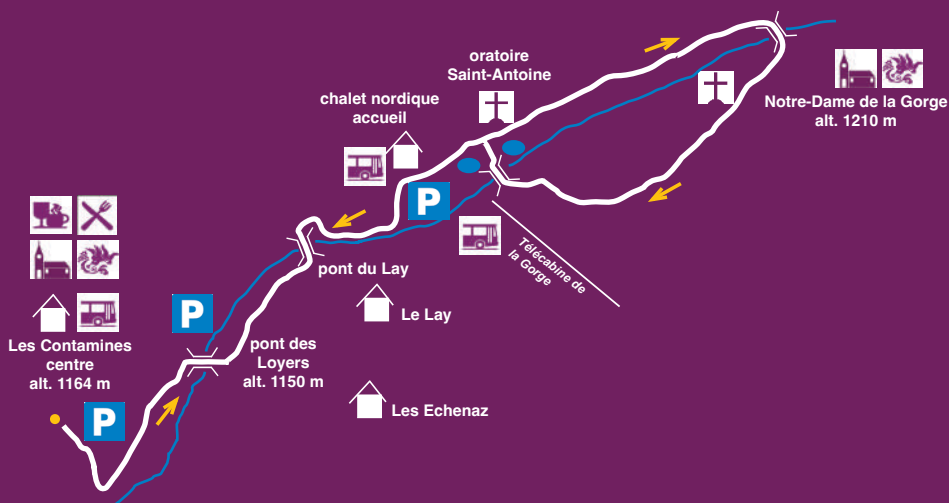 oratoire
Saint-Antoine
chalet nordique
accueil
Notre-Dame de la Gorge
alt. 1210 m
P
Télécabine de
la Gorge
pont du Lay
Le Lay
P
Les Contamines
centre
alt. 1164 m
pont des
Loyers
alt. 1150 m
P
Les Echenaz